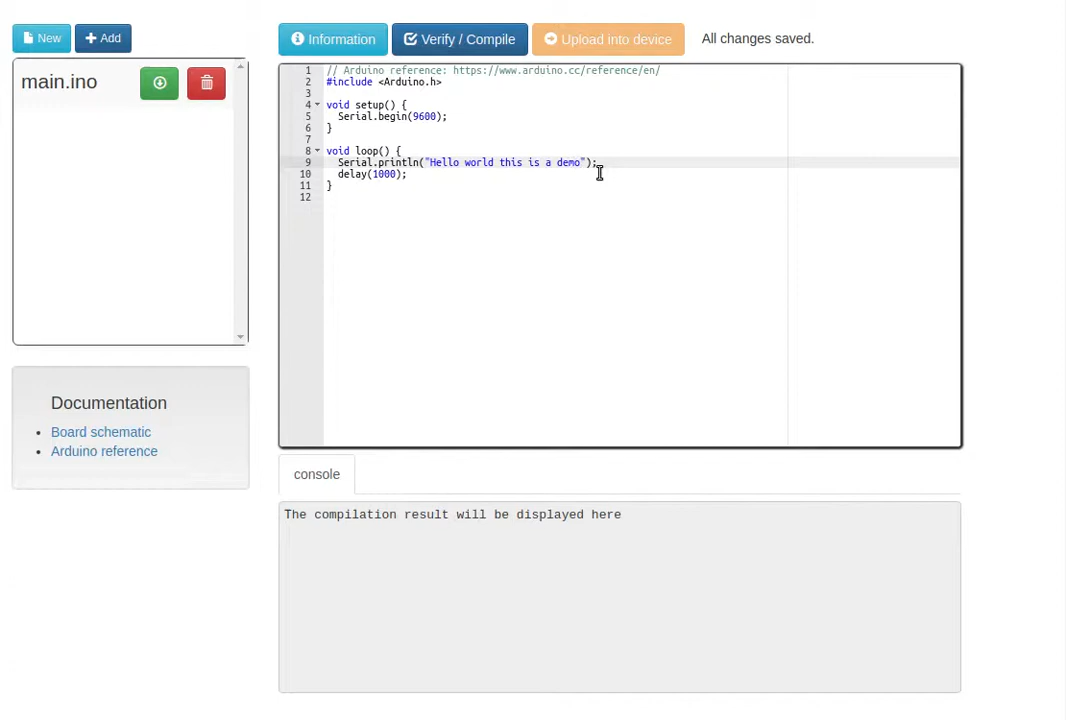 New
Add
main.ino
Documentation
Board schematic
Arduino reference
Information
Verify / Compile
Upload into device
All changes saved.
1 // Arduino reference: https://www.arduino.cc/reference/en/
2 #include <Arduino.h>
3
4 void setup() {
5   Serial.begin(9600);
6 }
7
8 void loop() {
9   Serial.println("Hello world this is a demo");
10   delay(1000);
11 }
12
console
The compilation result will be displayed here